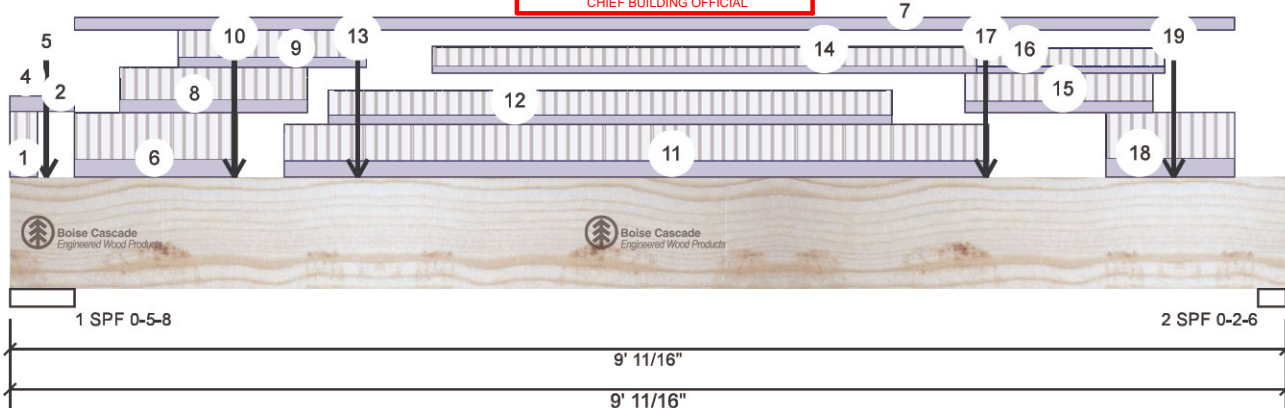 CHIEF BUILDING OFFICIAL
7
5
10
9
13
14
17
16
19
4
2
8
12
15
1
6
11
18
Boise Cascade
Engineered Wood Products
Boise Cascade
Engineered Wood Products
1 SPF 0-5-8
2 SPF 0-2-6
9' 11/16"
9' 11/16"